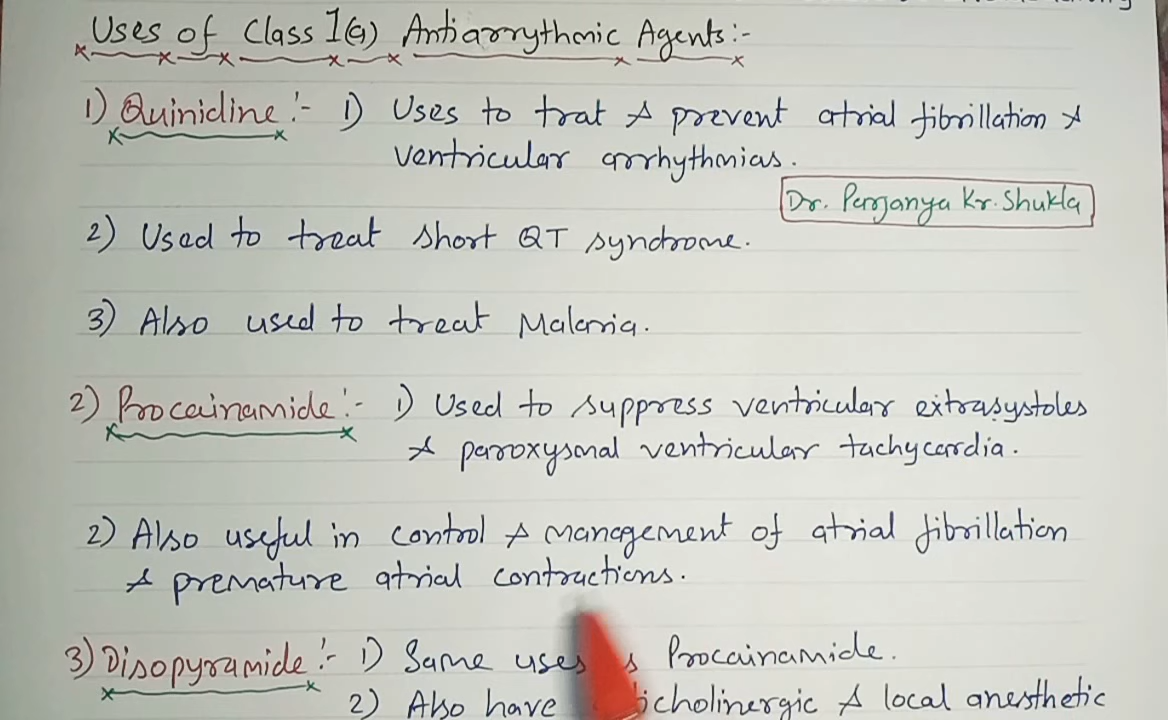 Uses of Class I(a) Antiarrythmic Agents:-
1) Quinidine:- 1) Uses to trat & prevent atrial fibrillation &
ventricular arrhythmias.
Dr. Parjanya Kr. Shukla
2) Used to treat short QT syndrome.
3) Also used to treat Malaria.
2) Procainamide:- 1) Used to suppress ventricular extrasystoles
& paroxysmal ventricular tachycardia.
2) Also useful in control & management of atrial fibrillation
& premature atrial contractions.
3) Disopyramide:- 1) Same uses Procainamide.
2) Also have & local anesthetic